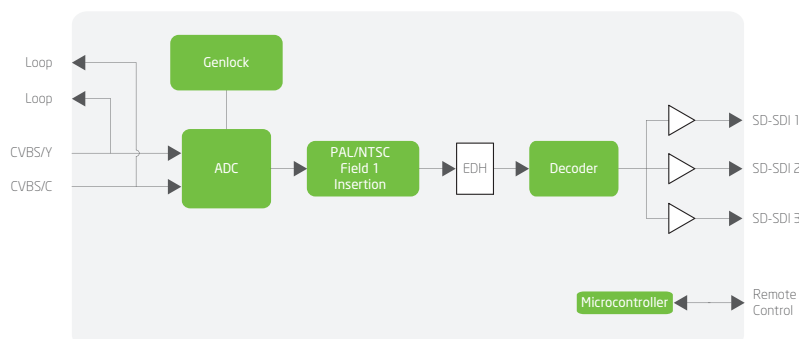 Genlock
Loop
Loop
CVBS/Y
CVBS/C
ADC
PAL/NTSC
Field 1
Insertion
EDH
Decoder
SD-SDI 1
SD-SDI 2
SD-SDI 3
Microcontroller
Remote
Control